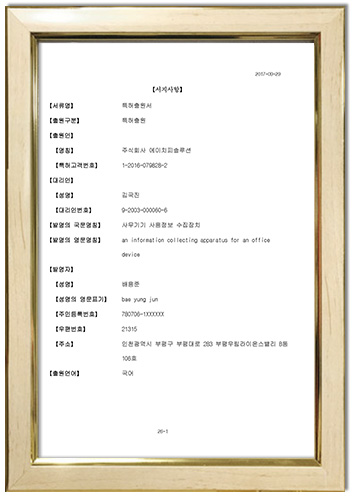 2017-09-29
【서지사항】
【서류명】 특허출원서
【출원구분】 특허출원
【출원인】
【명칭】 주식회사 에이치피솔루션
【특허고객번호】 1-2016-079828-2
【대리인】
【성명】 김국진
【대리인번호】 9-2003-000060-6
【발명의 국문명칭】 사무기기 사용정보 수집장치
【발명의 영문명칭】 an information collecting apparatus for an office
device
【발명자】
【성명】 배용준
【성명의 영문표기】 bae yung jun
【주민등록번호】 780706-1XXXXXX
【우편번호】 21315
【주소】 인천광역시 부평구 부평대로 283 부평우림라이온스밸리 B동
106호
【출원언어】 국어
26-1